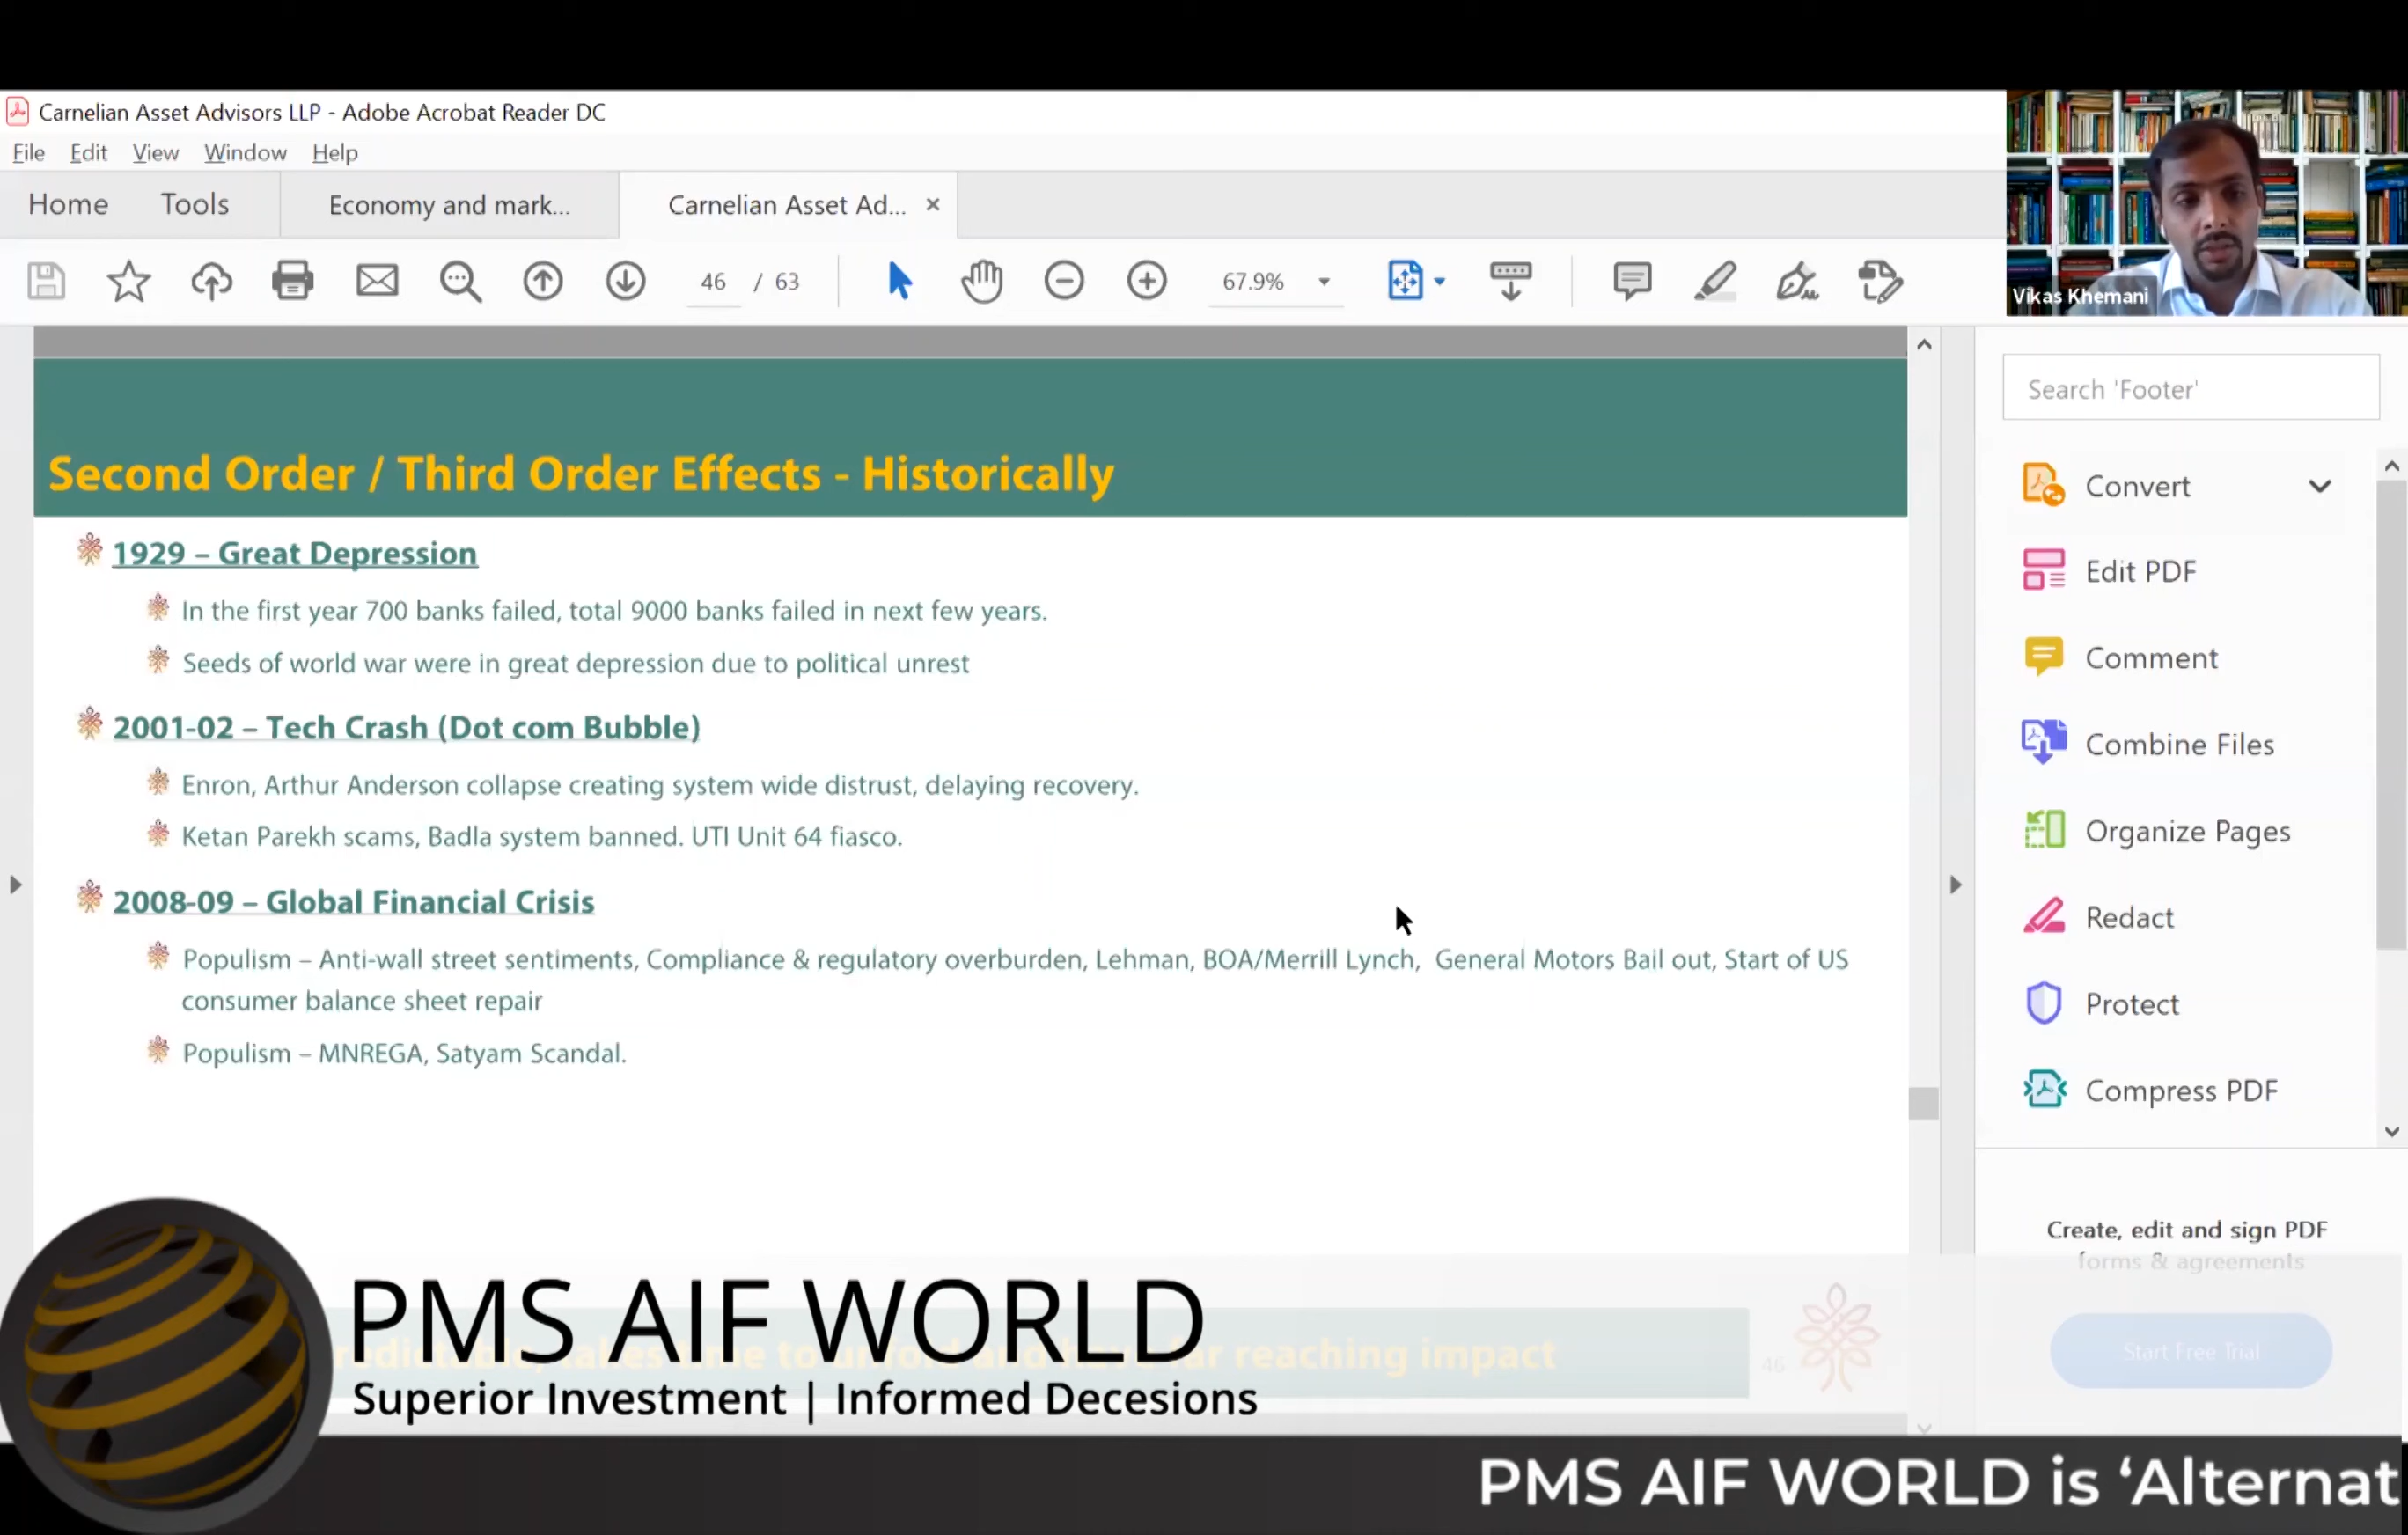 Carnelian Asset Advisors LLP - Adobe Acrobat Reader DC
File Edit View Window Help
Home Tools Economy and mark... Carnelian Asset Ad... ×
46 / 63 67.9%
Vikas Khemani
Search 'Footer'
Second Order / Third Order Effects - Historically
1929 – Great Depression
In the first year 700 banks failed, total 9000 banks failed in next few years.
Seeds of world war were in great depression due to political unrest
2001-02 – Tech Crash (Dot com Bubble)
Enron, Arthur Anderson collapse creating system wide distrust, delaying recovery.
Ketan Parekh scams, Badla system banned. UTI Unit 64 fiasco.
2008-09 – Global Financial Crisis
Populism – Anti-wall street sentiments, Compliance & regulatory overburden, Lehman, BOA/Merrill Lynch, General Motors Bail out, Start of US
consumer balance sheet repair
Populism – MNREGA, Satyam Scandal.
Convert
Edit PDF
Comment
Combine Files
Organize Pages
Redact
Protect
Compress PDF
Create, edit and sign PDF
forms & agreements
Start Free Trial
reaching impact
46
PMS AIF WORLD
Superior Investment | Informed Decesions
PMS AIF WORLD is ‘Alternat